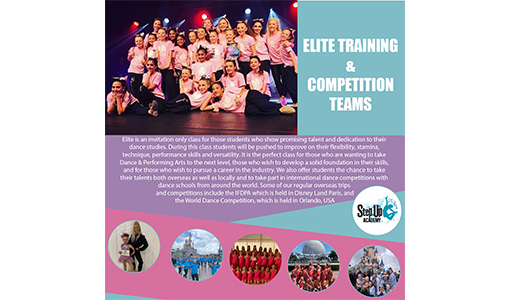 ELITE TRAINING
&
COMPETITION
TEAMS
Elite is an invitation only class for those students who show promising talent and dedication to their
dance studies. During this class students will be pushed to improve on their flexibility, stamina,
technique, performance skills and versatility. It is the perfect class for those who are wanting to take
Dance & Performing Arts to the next level, those who wish to develop a solid foundation in their skills,
and for those who wish to pursue a career in the industry. We also offer students the chance to take
their talents both overseas as well as locally and to take part in international dance competitions with
dance schools from around the world. Some of our regular overseas trips
and competitions include the IFDPA which is held in Disney Land Paris, and
the World Dance Competition, which is held in Orlando, USA
Step Up
ACADEMY